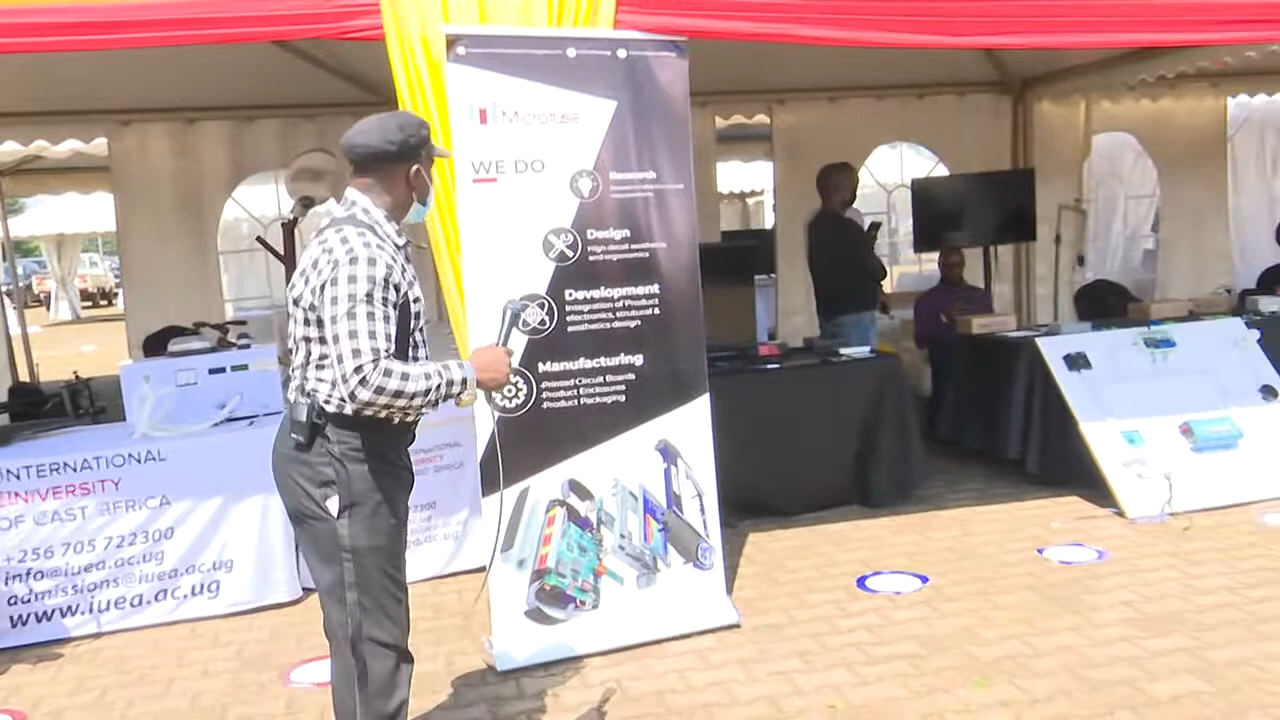 INTERNATIONAL
UNIVERSITY
OF EAST AFRICA
+256 705 722300
info@iuea.ac.ug
admissions@iuea.ac.ug
www.iuea.ac.ug
Microfuse
WE DO
Research
Design
High-detail aesthetics
and ergonomics
Development
Integration of Product
electronics, strutural &
aesthetics design
Manufacturing
-Printed Circuit Boards
-Product Enclosures
-Product Packaging